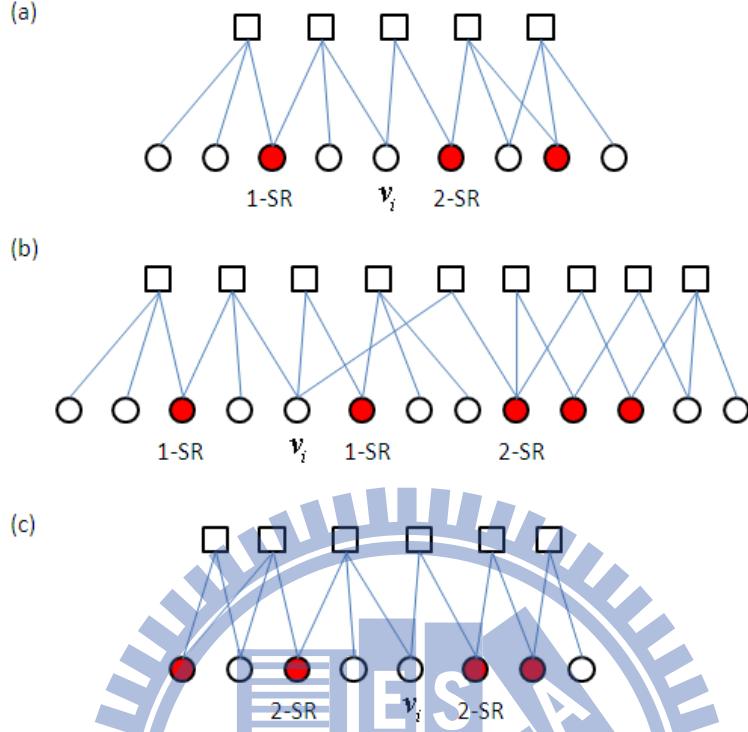 (a)
1-SR v_i 2-SR
(b)
1-SR v_i 1-SR 2-SR
(c)
2-SR v_i 2-SR
E S A